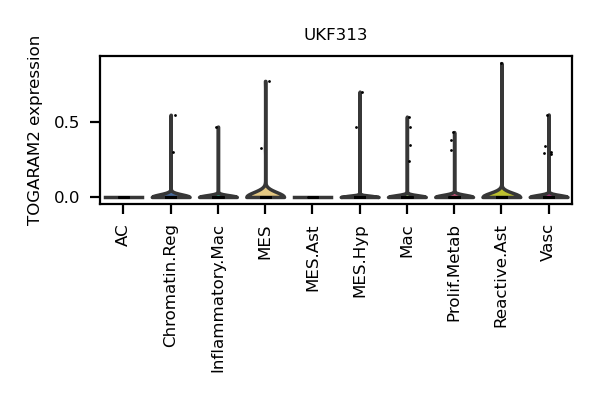 UKF313
TOGARAM2 expression
0.5
0.0
AC
Chromatin.Reg
Inflammatory.Mac
MES
MES.Ast
MES.Hyp
Mac
Prolif.Metab
Reactive.Ast
Vasc